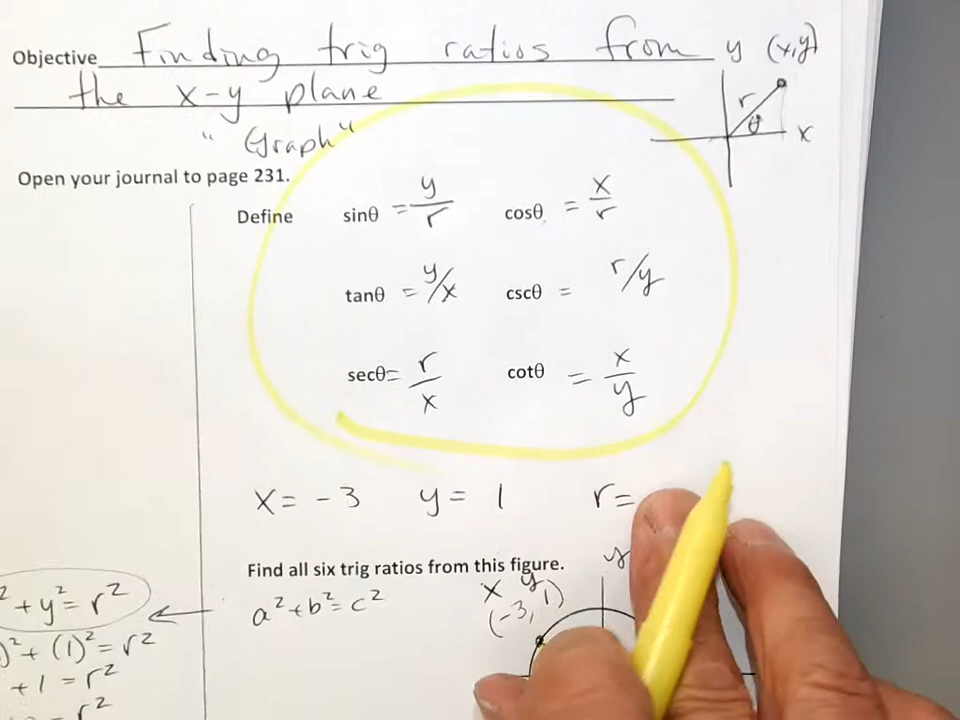 Objective Finding trig ratios from
the x-y plane
"Graph"
y (x,y)
r
θ
x
Open your journal to page 231.
Define sinθ = y/r cosθ = x/r
tanθ = y/x cscθ = r/y
secθ = r/x cotθ = x/y
x = -3 y = 1 r =
Find all six trig ratios from this figure.
y
a² + b² = c²
x y
(-3, 1)
² + y² = r²
)² + (1)² = r²
+ 1 = r²
= r²